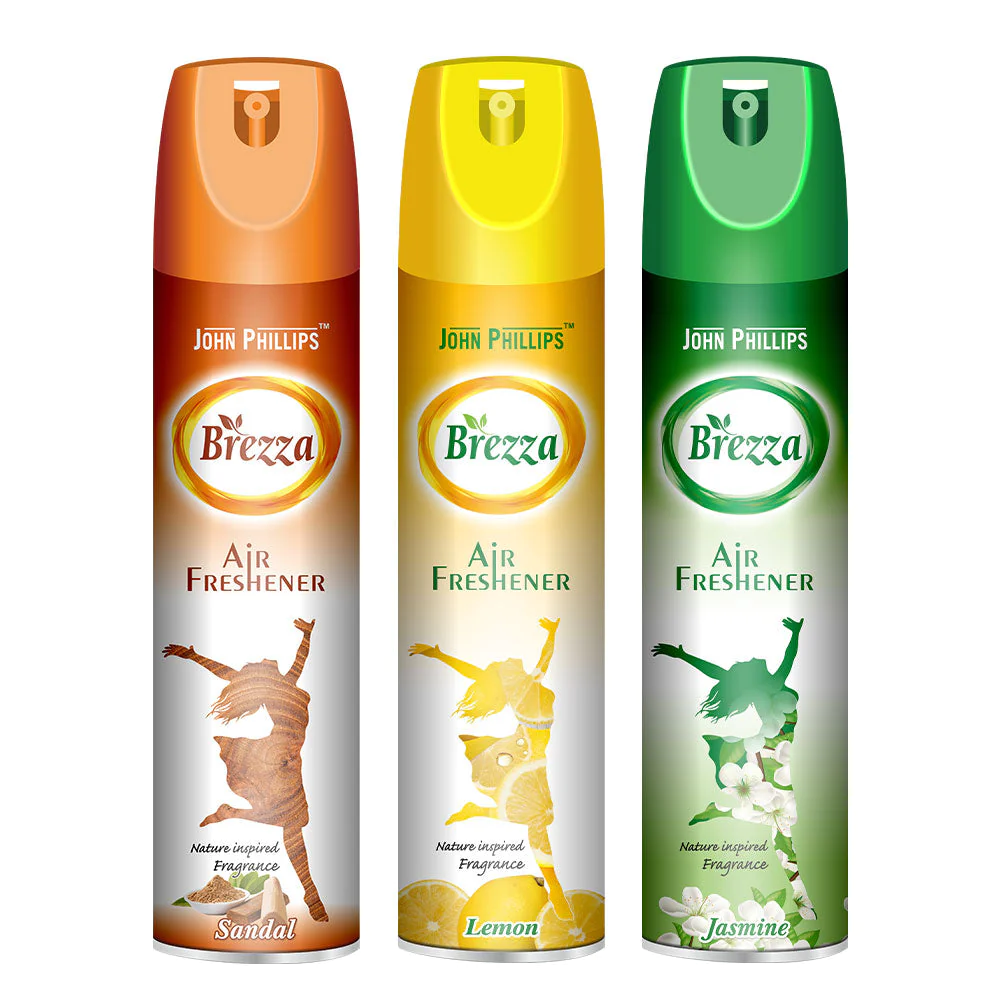 JOHN PHILLIPS™
Brezza
AIR
FRESHENER
Nature inspired
Fragrance
Sandal
JOHN PHILLIPS™
Brezza
AIR
FRESHENER
Nature inspired
Fragrance
Lemon
JOHN PHILLIPS
Brezza
AIR
FRESHENER
Nature inspired
Fragrance
Jasmine